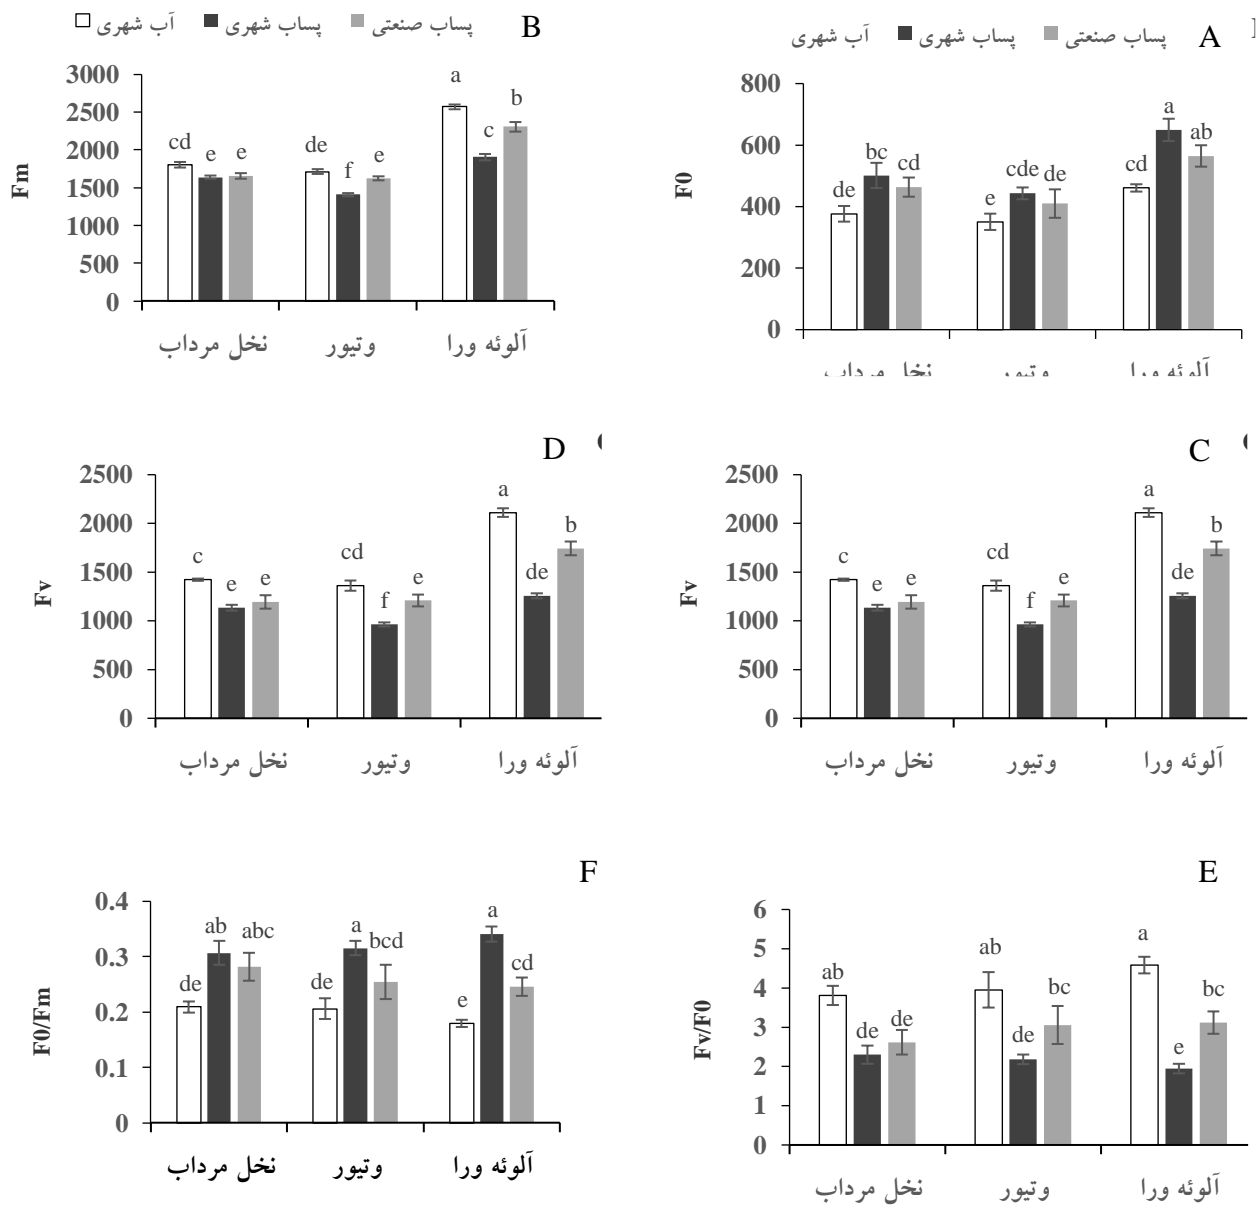 آب شهری پساب شهری پساب صنعتی B
Fm
3000
2500
2000
1500
1000
500
0
cd e e de f e a c b
نخل مرداب وتیور آلوئه ورا
آب شهری پساب شهری پساب صنعتی A
F0
800
600
400
200
0
de bc cd e cde de cd a ab
نخل مرداب وتیور آلوئه ورا
D
Fv
2500
2000
1500
1000
500
0
c e e cd f e a de b
نخل مرداب وتیور آلوئه ورا
C
Fv
2500
2000
1500
1000
500
0
c e e cd f e a de b
نخل مرداب وتیور آلوئه ورا
F
F0/Fm
0.4
0.3
0.2
0.1
0
de ab abc de a bcd e a cd
نخل مرداب وتیور آلوئه ورا
E
Fv/F0
6
5
4
3
2
1
0
ab de de ab de bc a e bc
نخل مرداب وتیور آلوئه ورا